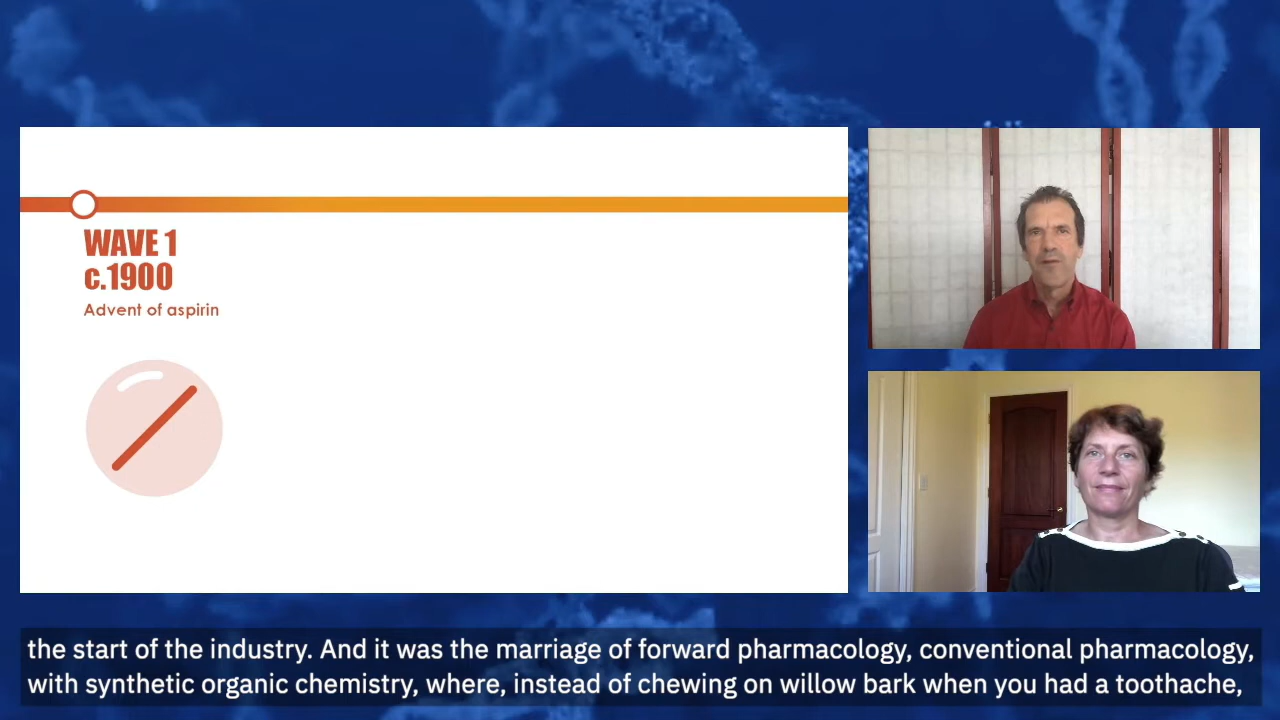 WAVE 1
c.1900
Advent of aspirin
the start of the industry. And it was the marriage of forward pharmacology, conventional pharmacology,
with synthetic organic chemistry, where, instead of chewing on willow bark when you had a toothache,